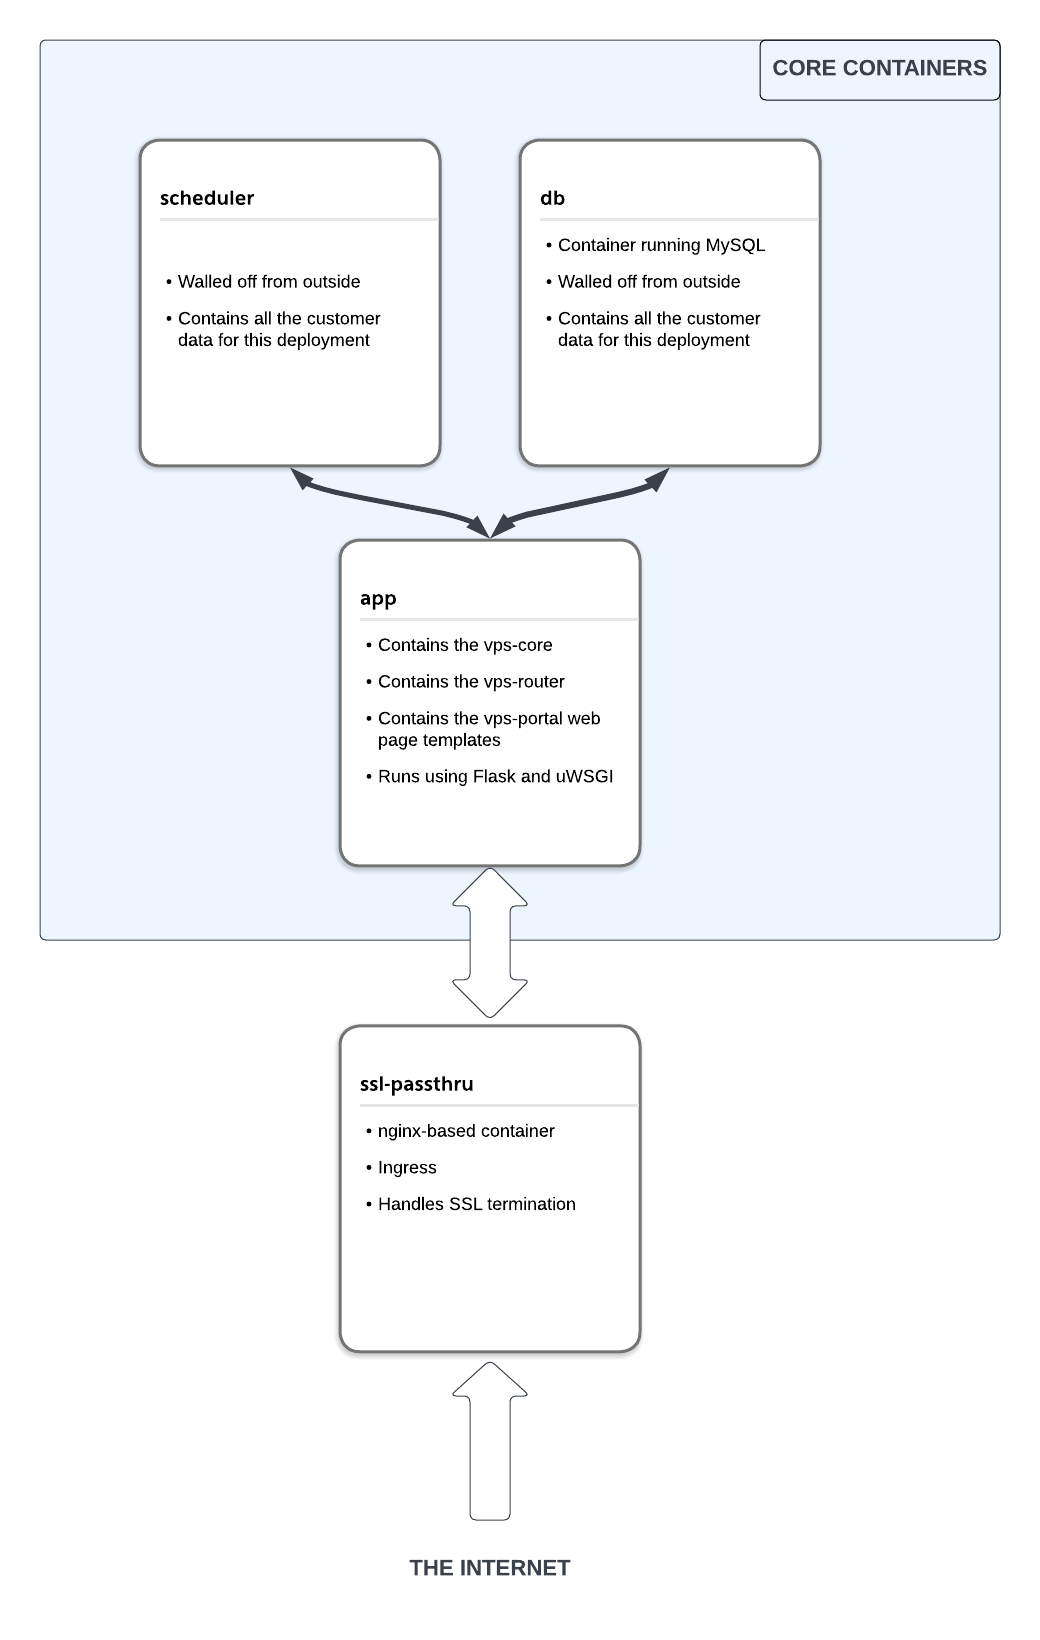 CORE CONTAINERS
scheduler
• Walled off from outside
• Contains all the customer
data for this deployment
db
• Container running MySQL
• Walled off from outside
• Contains all the customer
data for this deployment
app
• Contains the vps-core
• Contains the vps-router
• Contains the vps-portal web
page templates
• Runs using Flask and uWSGI
ssl-passthru
• nginx-based container
• Ingress
• Handles SSL termination
THE INTERNET